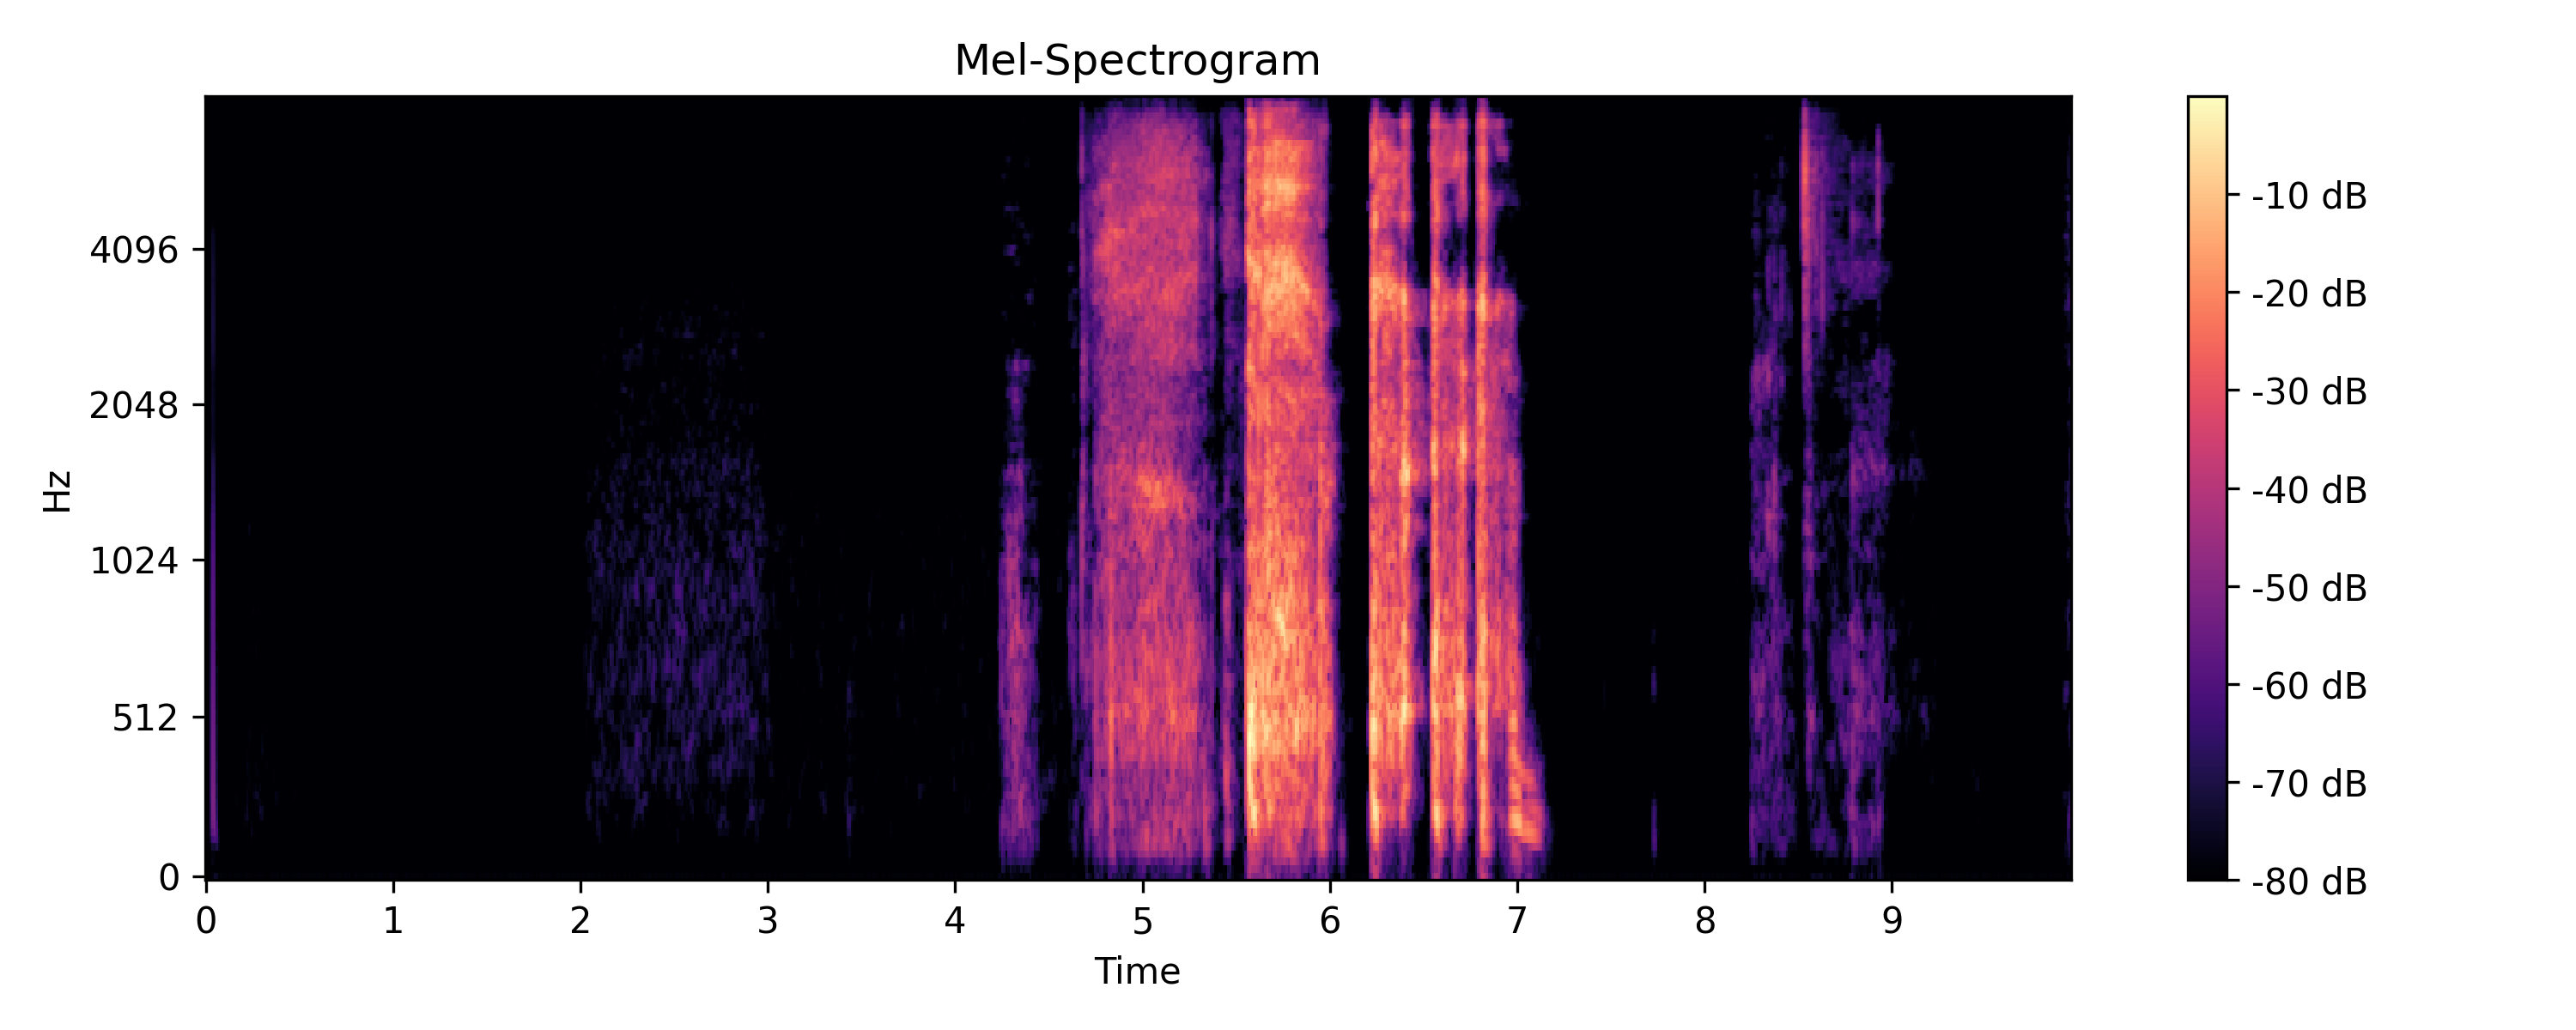 Mel-Spectrogram
Hz
4096
2048
1024
512
0
0 1 2 3 4 5 6 7 8 9
Time
-10 dB
-20 dB
-30 dB
-40 dB
-50 dB
-60 dB
-70 dB
-80 dB